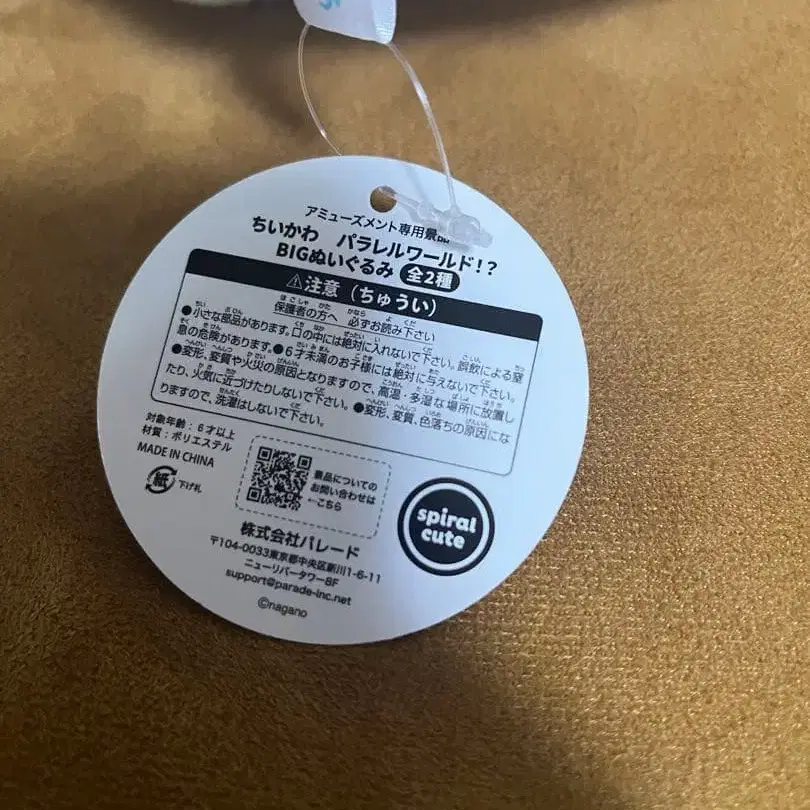 アミューズメント専用景品
ちいかわ パラレルワールド!?
BIGぬいぐるみ 全2種
⚠注意(ちゅうい)
保護者の方へ 必ずお読み下さい
●小さな部品があります。口の中には絶対に入れないで下さい。誤飲による窒
息の危険があります。●6才未満のお子様には絶対に与えないで下さい。
●変形、変質や火災の原因となりますので、高温・多湿な場所に放置し
たり、火気に近づけたりしないで下さい。●変形、変質、色落ちの原因にな
りますので、洗濯はしないで下さい。
対象年齢:6才以上
材質:ポリエステル
MADE IN CHINA
紙 下げ札
景品についての
お問い合わせは
←こちら
spiral
cute
株式会社パレード
〒104-0033東京都中央区新川1-6-11
ニューリバータワー8F
support@parade-inc.net
©nagano